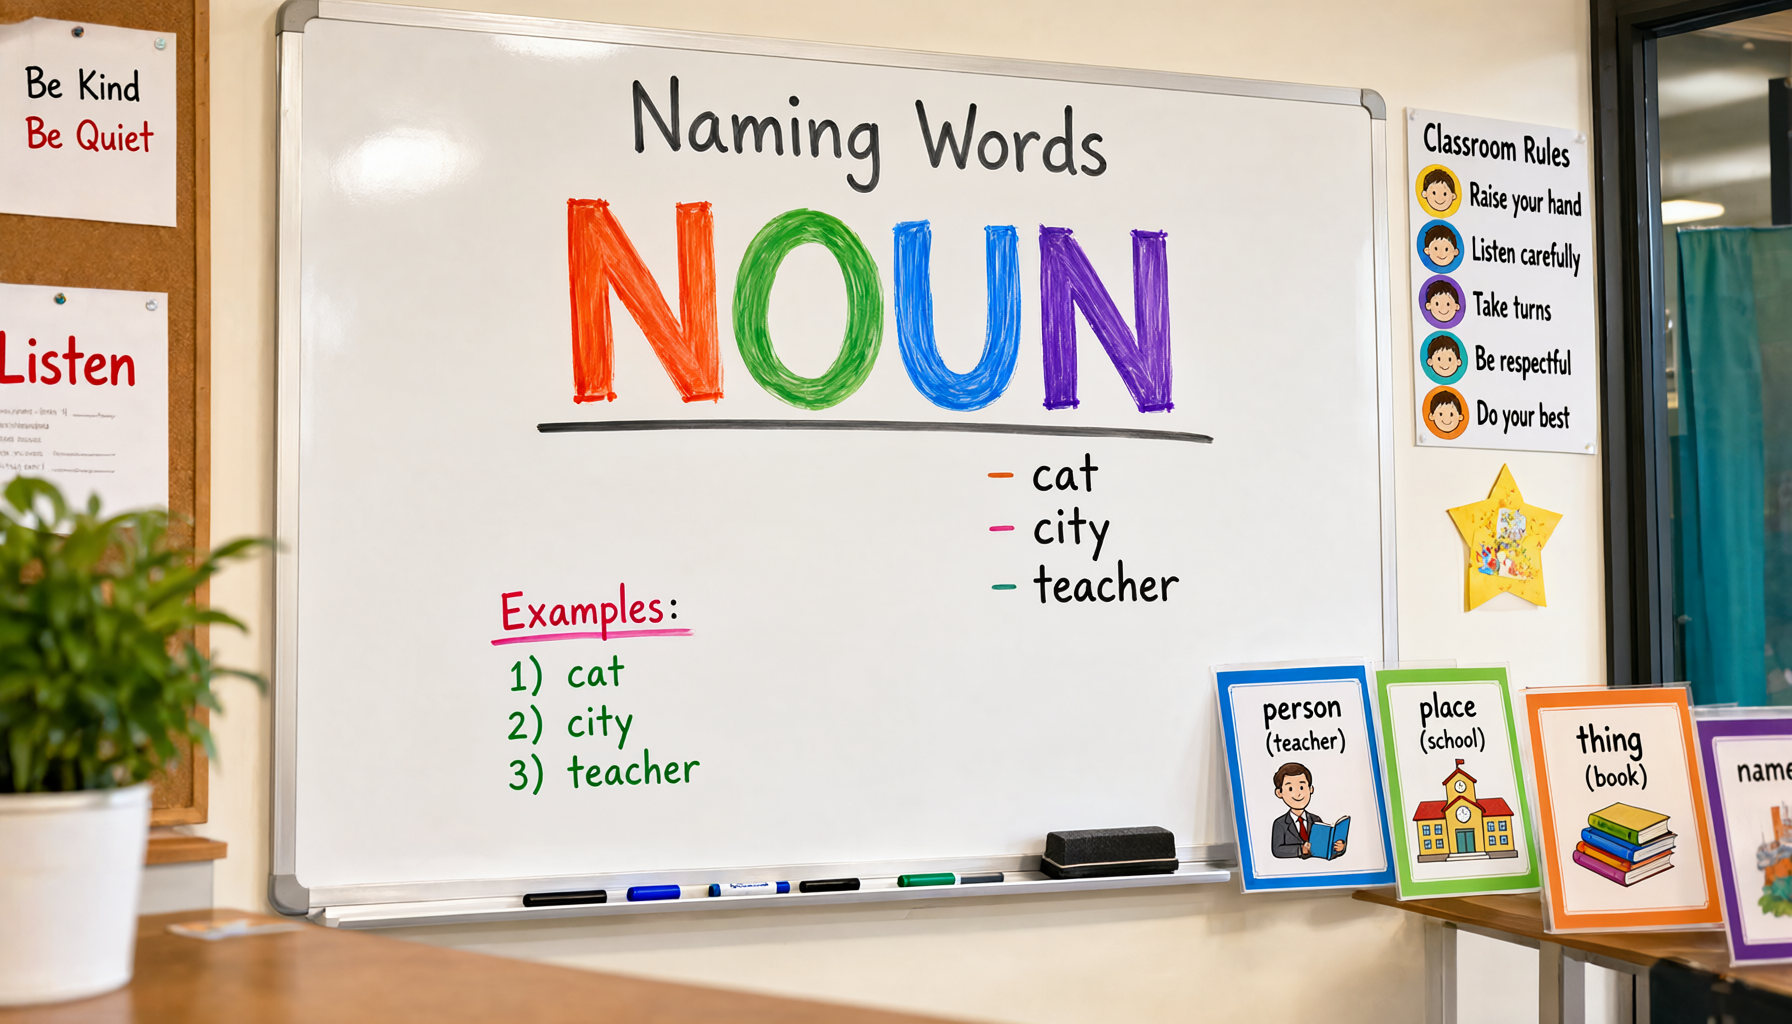 Be Kind
Be Quiet
Listen
Naming Words
NOUN
- cat
- city
- teacher
Examples:
1) cat
2) city
3) teacher
Classroom Rules
Raise your hand
Listen carefully
Take turns
Be respectful
Do your best
person
(teacher)
place
(school)
thing
(book)
name